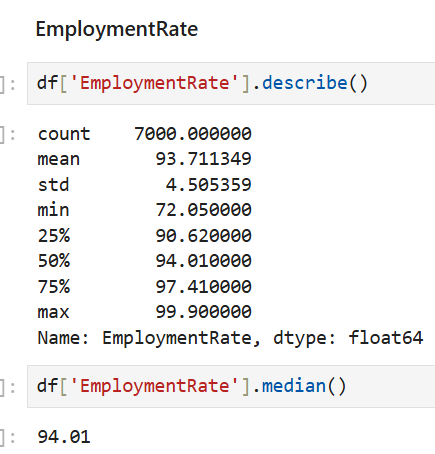 EmploymentRate
]: df['EmploymentRate'].describe()
]: count 7000.000000
mean 93.711349
std 4.505359
min 72.050000
25% 90.620000
50% 94.010000
75% 97.410000
max 99.900000
Name: EmploymentRate, dtype: float64
]: df['EmploymentRate'].median()
]: 94.01